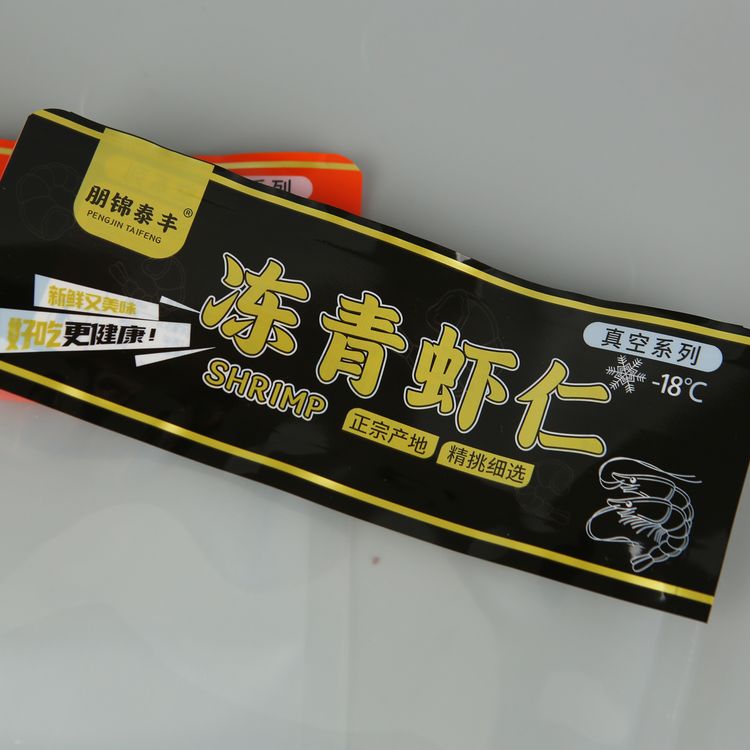 朋锦泰丰®
PENGJIN TAIFENG
新鲜又美味
好吃更健康！
冻青虾仁
SHRIMP
正宗产地 精挑细选
真空系列
-18℃
列